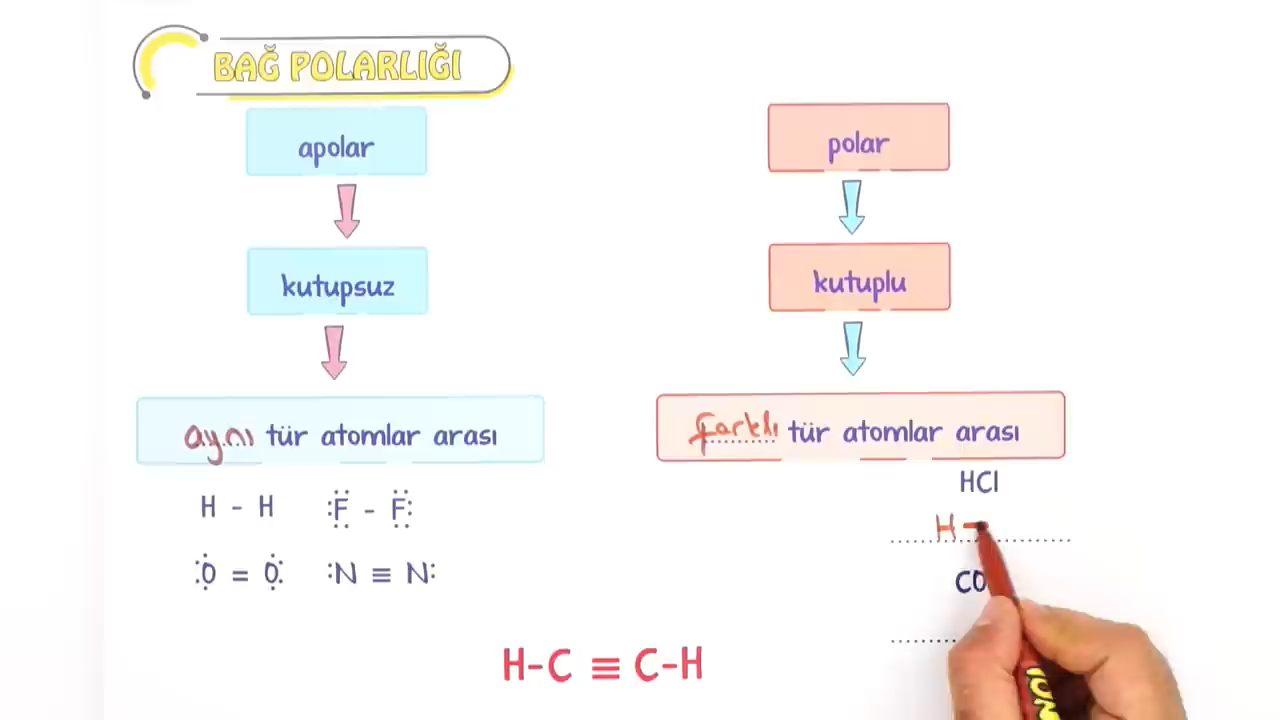 BAĞ POLARLIĞI
apolar
polar
kutupsuz
kutuplu
aynı tür atomlar arası
farklı tür atomlar arası
HCl
H - H
:F - F:
H -
O = O
:N ≡ N:
CO
H-C ≡ C-H